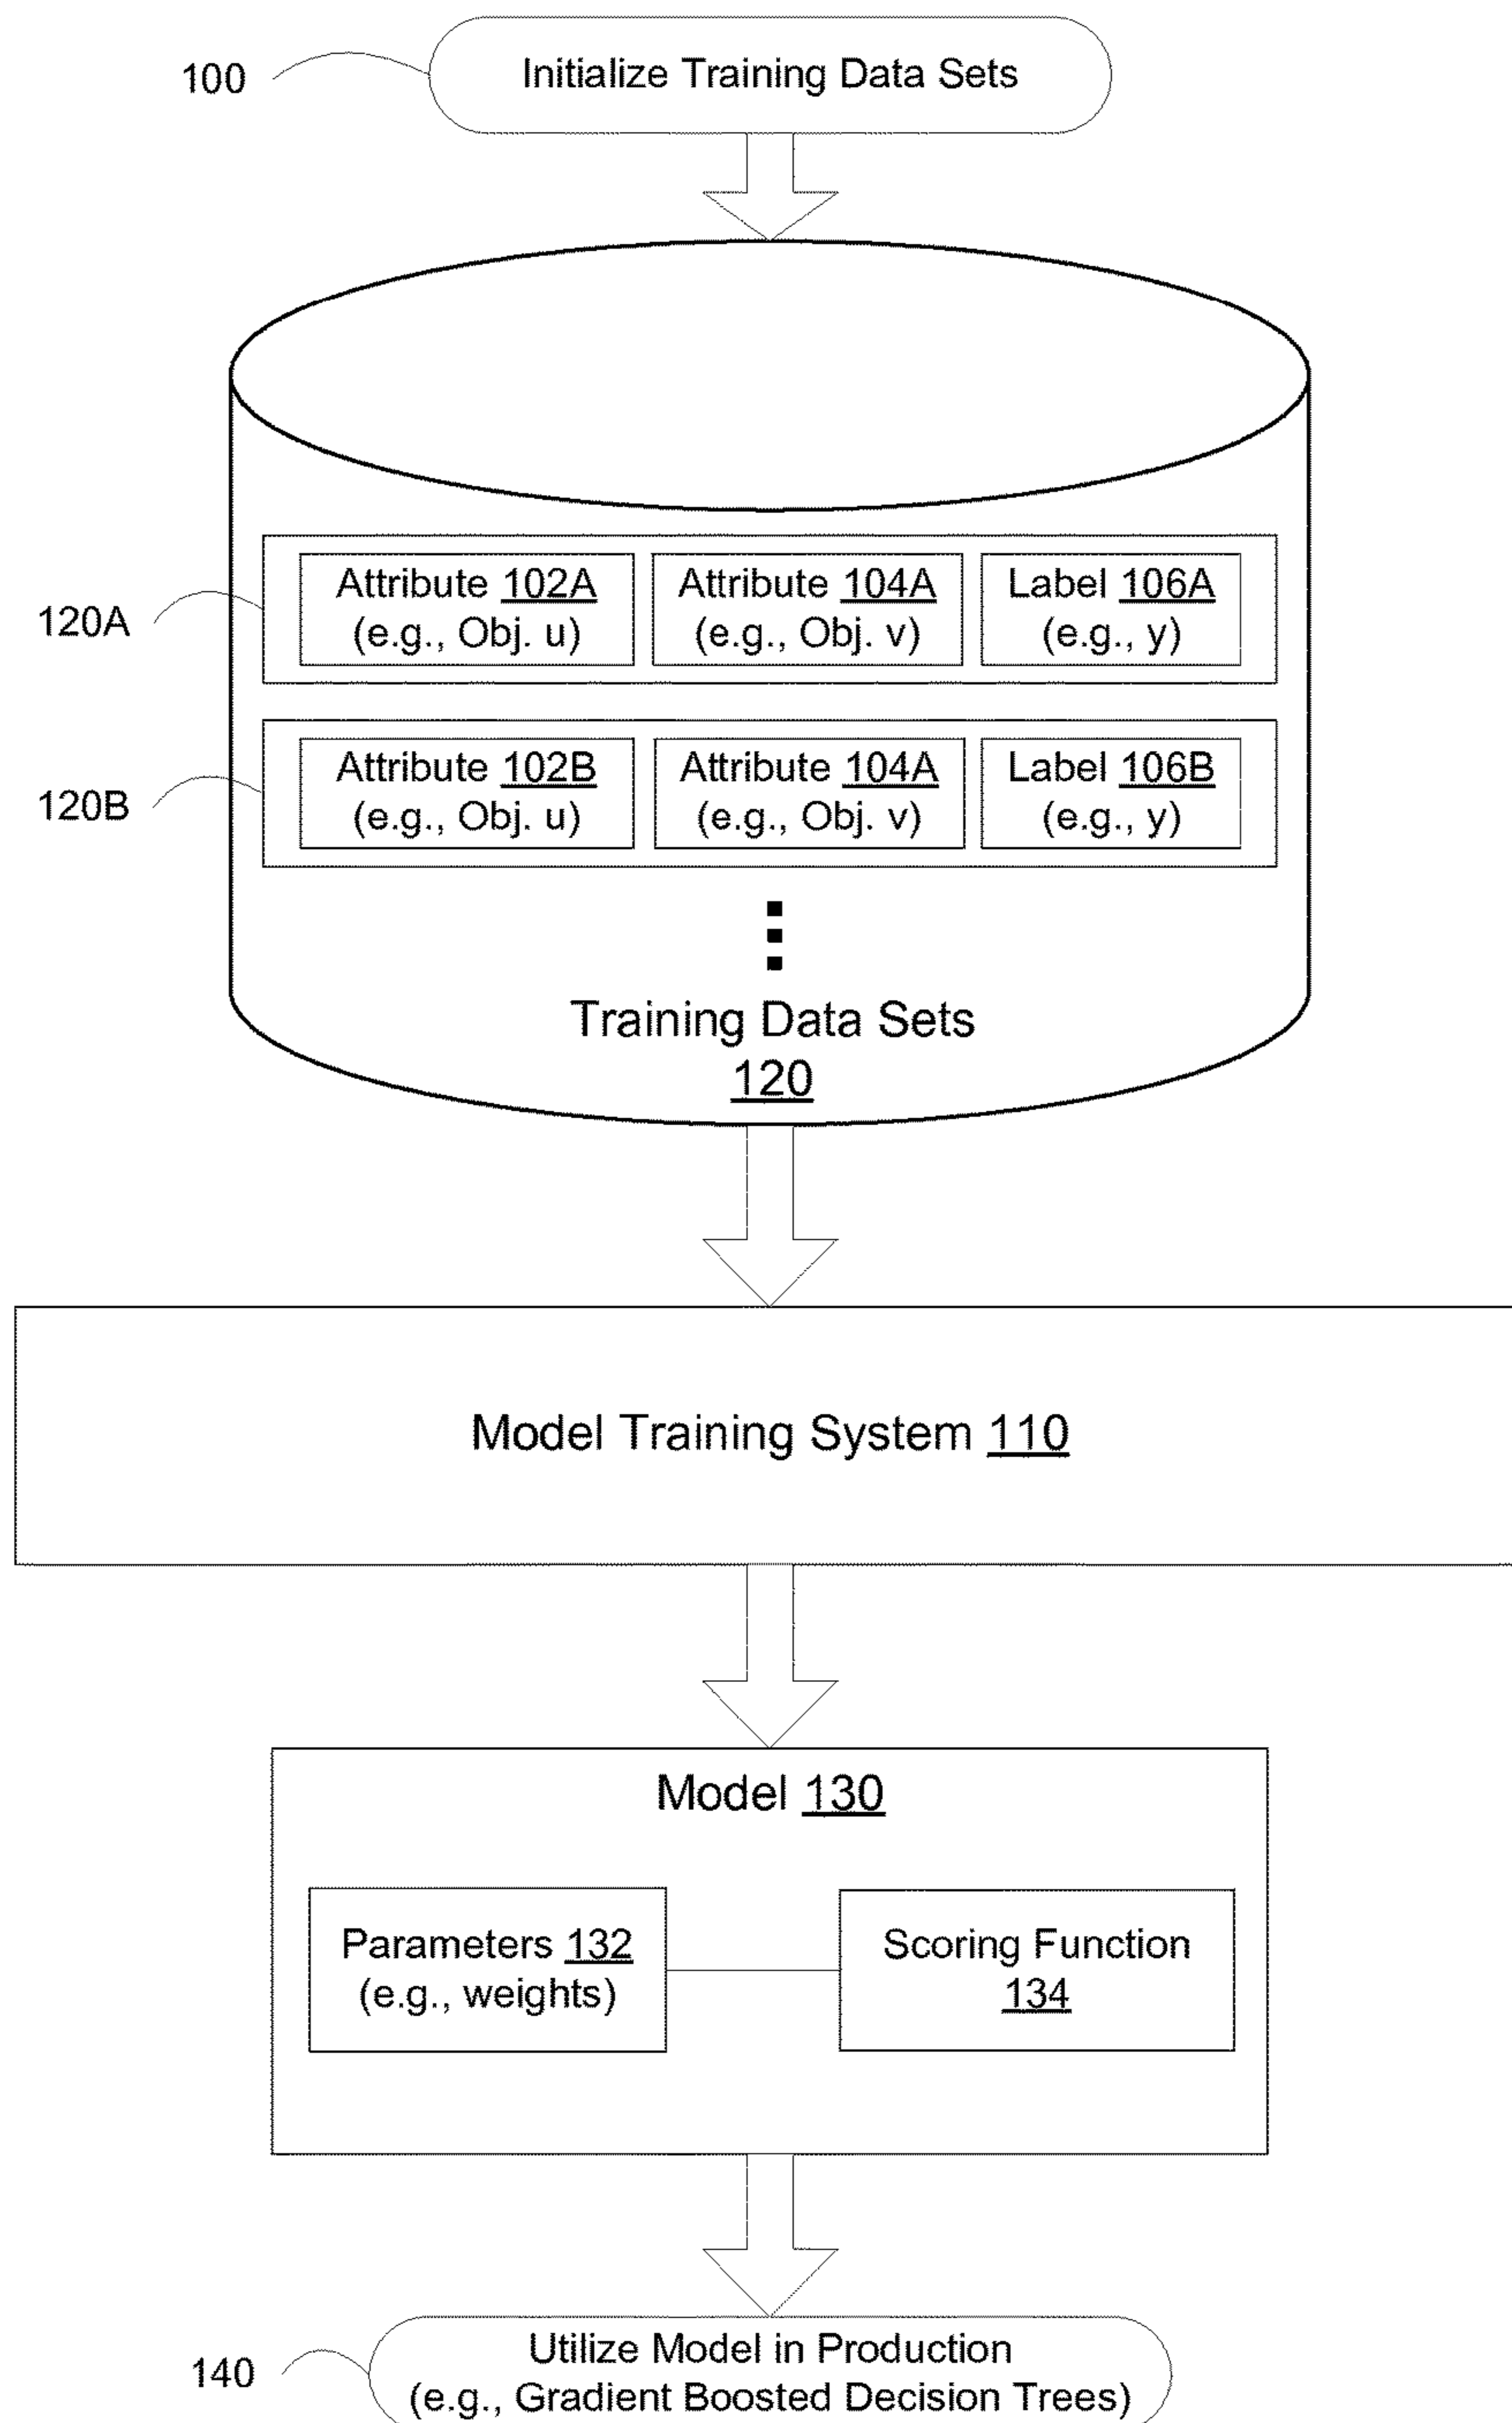 100
Initialize Training Data Sets
120A
Attribute 102A
(e.g., Obj. u)
Attribute 104A
(e.g., Obj. v)
Label 106A
(e.g., y)
120B
Attribute 102B
(e.g., Obj. u)
Attribute 104A
(e.g., Obj. v)
Label 106B
(e.g., y)
Training Data Sets
120
Model Training System 110
Model 130
Parameters 132
(e.g., weights)
Scoring Function
134
140
Utilize Model in Production
(e.g., Gradient Boosted Decision Trees)